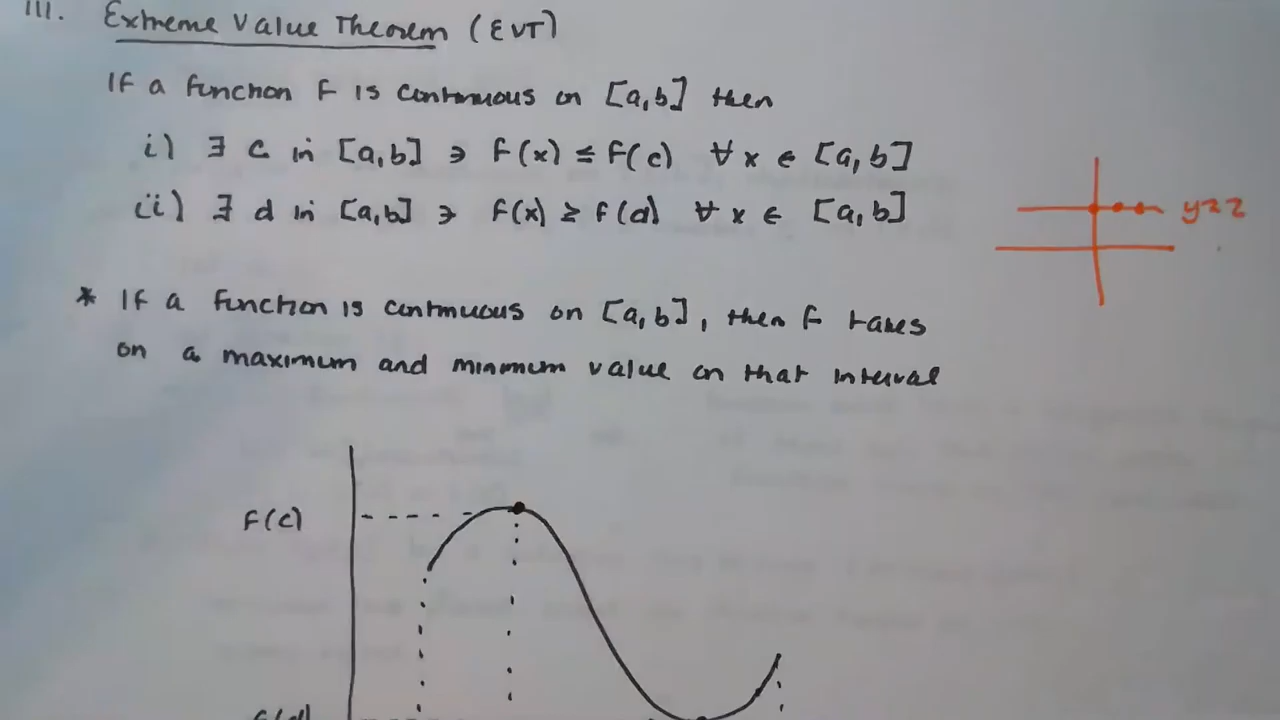 III. Extreme Value Theorem (EVT)
If a function f is continuous on [a,b] then
i) ∃ c in [a,b] ∋ f(x) ≤ f(c) ∀ x ∈ [a,b]
ii) ∃ d in [a,b] ∋ f(x) ≥ f(d) ∀ x ∈ [a,b]
y=2
* If a function is continuous on [a,b], then f takes
on a maximum and minimum value on that interval
f(c)
f(d)